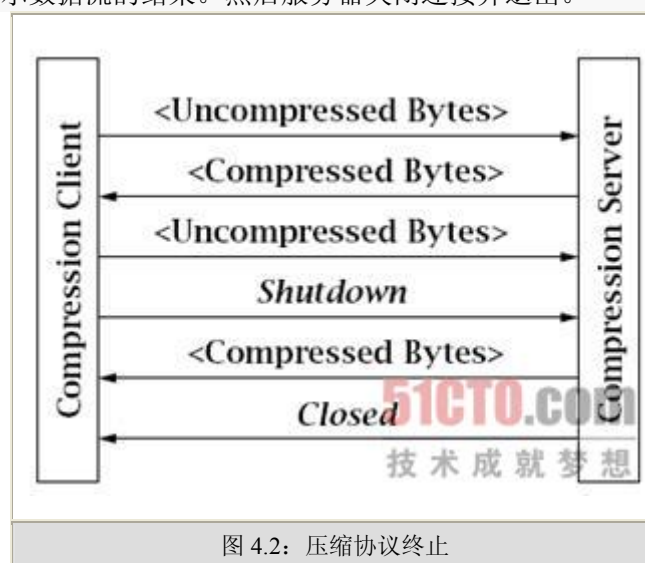 示数据流的结果。然后服务器关闭连接并退出。
Compression Client
<Uncompressed Bytes>
<Compressed Bytes>
<Uncompressed Bytes>
Shutdown
<Compressed Bytes>
Closed
Compression Server
51CTO.com
技术成就梦想
图 4.2：压缩协议终止